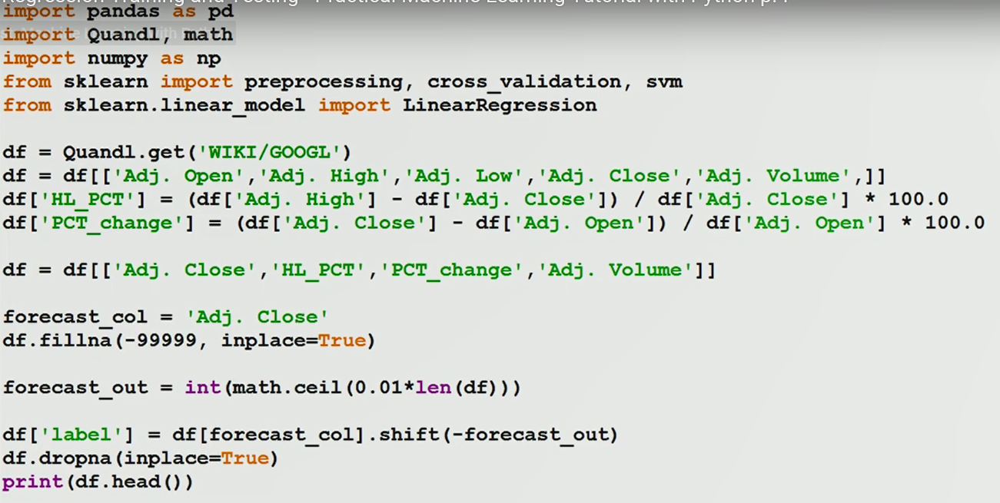 Regression Training and Testing - Practical Machine Learning Tutorial with Python p.4
import pandas as pd
import Quandl, math
import numpy as np
from sklearn import preprocessing, cross_validation, svm
from sklearn.linear_model import LinearRegression
df = Quandl.get('WIKI/GOOGL')
df = df[['Adj. Open','Adj. High','Adj. Low','Adj. Close','Adj. Volume',]]
df['HL_PCT'] = (df['Adj. High'] - df['Adj. Close']) / df['Adj. Close'] * 100.0
df['PCT_change'] = (df['Adj. Close'] - df['Adj. Open']) / df['Adj. Open'] * 100.0
df = df[['Adj. Close','HL_PCT','PCT_change','Adj. Volume']]
forecast_col = 'Adj. Close'
df.fillna(-99999, inplace=True)
forecast_out = int(math.ceil(0.01*len(df)))
df['label'] = df[forecast_col].shift(-forecast_out)
df.dropna(inplace=True)
print(df.head())